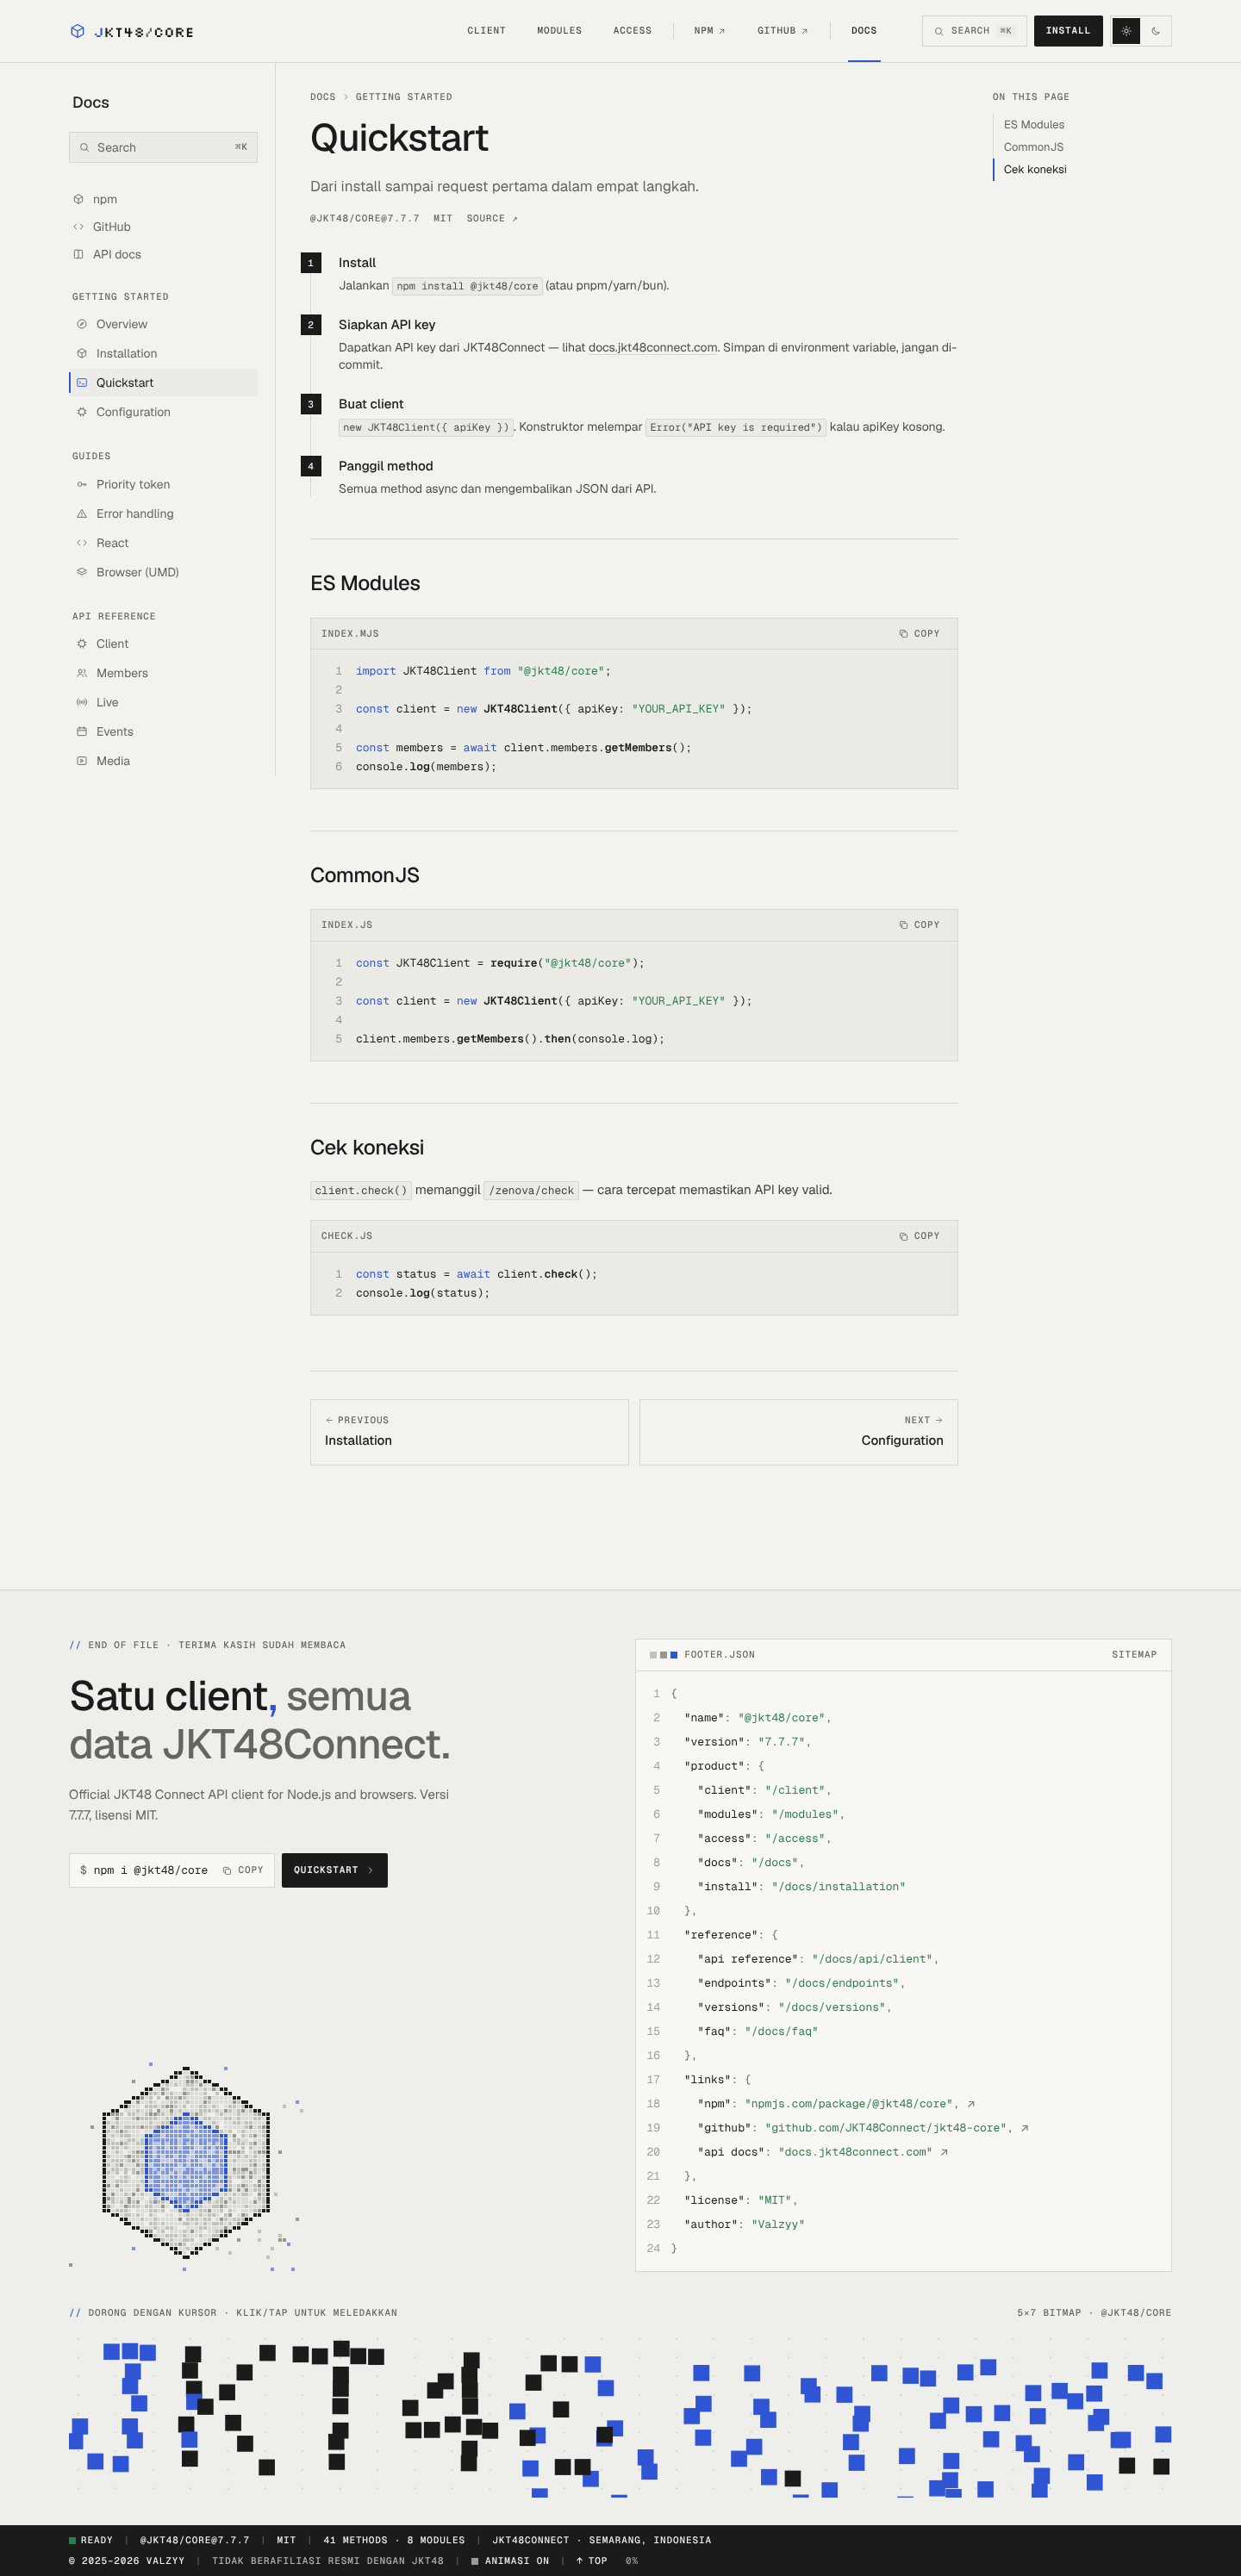 JKT48/CORE
CLIENT MODULES ACCESS NPM ↗ GITHUB ↗ DOCS SEARCH ⌘K INSTALL
Docs
Search ⌘K
npm
GitHub
API docs
GETTING STARTED
Overview
Installation
Quickstart
Configuration
GUIDES
Priority token
Error handling
React
Browser (UMD)
API REFERENCE
Client
Members
Live
Events
Media
DOCS > GETTING STARTED
Quickstart
Dari install sampai request pertama dalam empat langkah.
@JKT48/CORE@7.7.7 MIT SOURCE ↗
1 Install
Jalankan npm install @jkt48/core (atau pnpm/yarn/bun).
2 Siapkan API key
Dapatkan API key dari JKT48Connect — lihat docs.jkt48connect.com. Simpan di environment variable, jangan di-
commit.
3 Buat client
new JKT48Client({ apiKey }). Konstruktor melempar Error("API key is required") kalau apiKey kosong.
4 Panggil method
Semua method async dan mengembalikan JSON dari API.
ES Modules
INDEX.MJS COPY
1 import JKT48Client from "@jkt48/core";
2
3 const client = new JKT48Client({ apiKey: "YOUR_API_KEY" });
4
5 const members = await client.members.getMembers();
6 console.log(members);
CommonJS
INDEX.JS COPY
1 const JKT48Client = require("@jkt48/core");
2
3 const client = new JKT48Client({ apiKey: "YOUR_API_KEY" });
4
5 client.members.getMembers().then(console.log);
Cek koneksi
client.check() memanggil /zenova/check — cara tercepat memastikan API key valid.
CHECK.JS COPY
1 const status = await client.check();
2 console.log(status);
← PREVIOUS
Installation
NEXT →
Configuration
ON THIS PAGE
ES Modules
CommonJS
Cek koneksi
// END OF FILE · TERIMA KASIH SUDAH MEMBACA
Satu client, semua
data JKT48Connect.
Official JKT48 Connect API client for Node.js and browsers. Versi
7.7.7, lisensi MIT.
$ npm i @jkt48/core COPY QUICKSTART >
FOOTER.JSON SITEMAP
1 {
2 "name": "@jkt48/core",
3 "version": "7.7.7",
4 "product": {
5 "client": "/client",
6 "modules": "/modules",
7 "access": "/access",
8 "docs": "/docs",
9 "install": "/docs/installation"
10 },
11 "reference": {
12 "api reference": "/docs/api/client",
13 "endpoints": "/docs/endpoints",
14 "versions": "/docs/versions",
15 "faq": "/docs/faq"
16 },
17 "links": {
18 "npm": "npmjs.com/package/@jkt48/core", ↗
19 "github": "github.com/JKT48Connect/jkt48-core", ↗
20 "api docs": "docs.jkt48connect.com" ↗
21 },
22 "license": "MIT",
23 "author": "Valzyy"
24 }
// DORONG DENGAN KURSOR · KLIK/TAP UNTUK MELEDAKKAN
5×7 BITMAP · @JKT48/CORE
JKT4
READY | @JKT48/CORE@7.7.7 | MIT | 41 METHODS · 8 MODULES | JKT48CONNECT · SEMARANG, INDONESIA
© 2025-2026 VALZYY | TIDAK BERAFILIASI RESMI DENGAN JKT48 | ANIMASI ON | ↑ TOP 0%